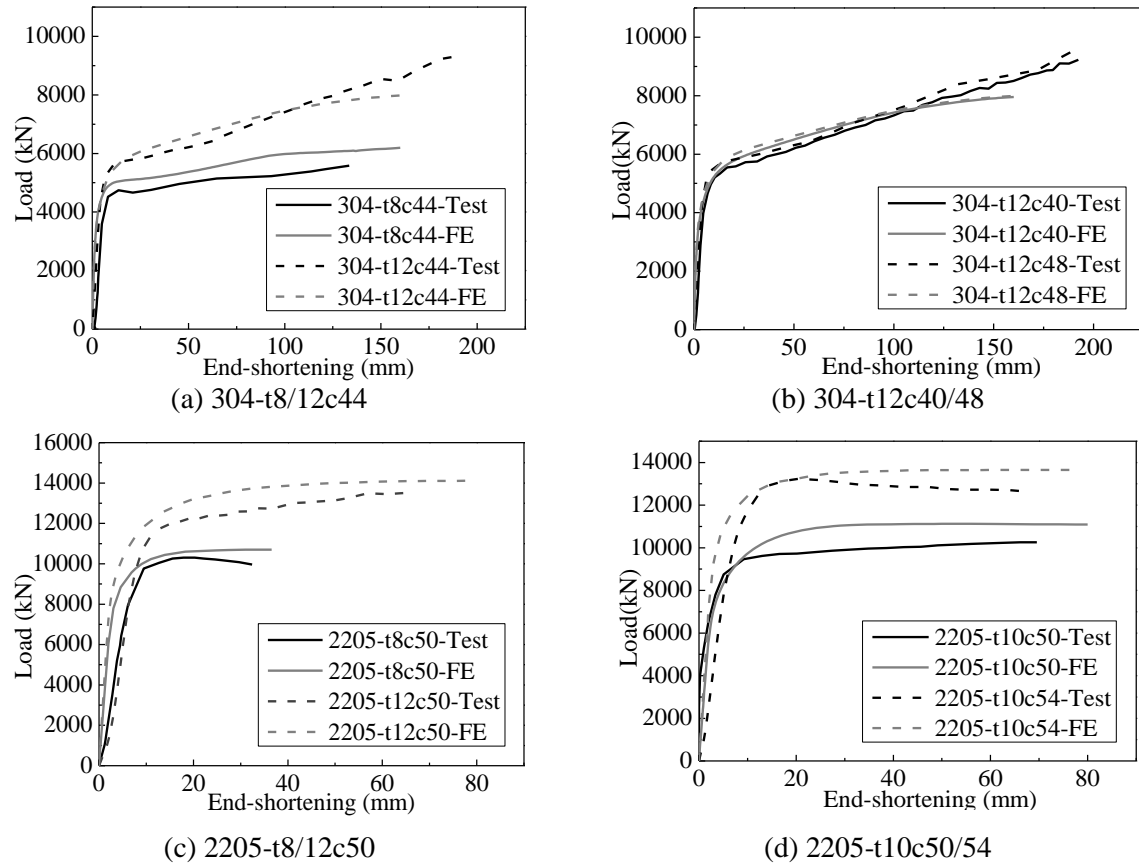 10000
8000
6000
4000
2000
0
Load (kN)
304-t8c44-Test
304-t8c44-FE
304-t12c44-Test
304-t12c44-FE
0 50 100 150 200
End-shortening (mm)
(a) 304-t8/12c44
10000
8000
6000
4000
2000
0
Load(kN)
304-t12c40-Test
304-t12c40-FE
304-t12c48-Test
304-t12c48-FE
0 50 100 150 200
End-shortening (mm)
(b) 304-t12c40/48
16000
14000
12000
10000
8000
6000
4000
2000
0
Load (kN)
2205-t8c50-Test
2205-t8c50-FE
2205-t12c50-Test
2205-t12c50-FE
0 20 40 60 80
End-shortening (mm)
(c) 2205-t8/12c50
14000
12000
10000
8000
6000
4000
2000
0
Load(kN)
2205-t10c50-Test
2205-t10c50-FE
2205-t10c54-Test
2205-t10c54-FE
0 20 40 60 80
End-shortening (mm)
(d) 2205-t10c50/54